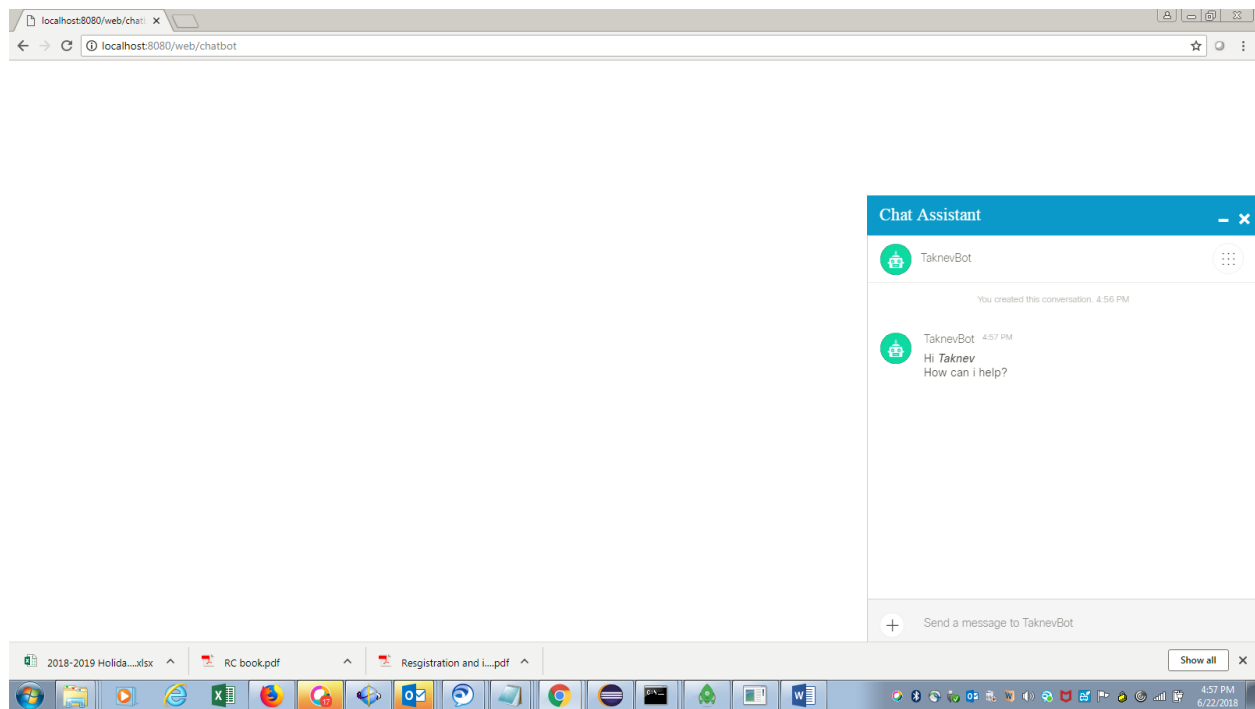 localhost:8080/web/chatl
localhost:8080/web/chatbot
Chat Assistant
TaknevBot
You created this conversation. 4:56 PM
TaknevBot 4:57 PM
Hi Taknev
How can i help?
Send a message to TaknevBot
2018-2019 Holida....xlsx
RC book.pdf
Resgistration and i....pdf
Show all
17
C:\.
4:57 PM
6/22/2018